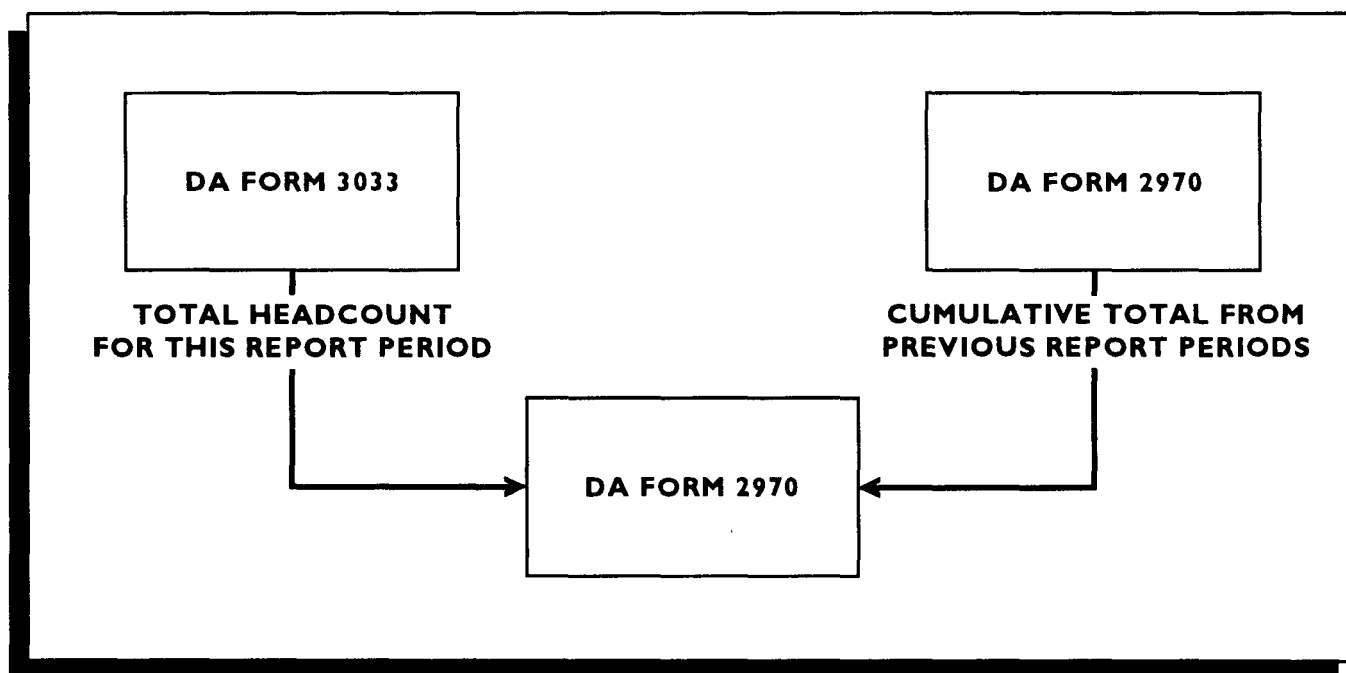 DA FORM 3033
DA FORM 2970
TOTAL HEADCOUNT
FOR THIS REPORT PERIOD
CUMULATIVE TOTAL FROM
PREVIOUS REPORT PERIODS
DA FORM 2970